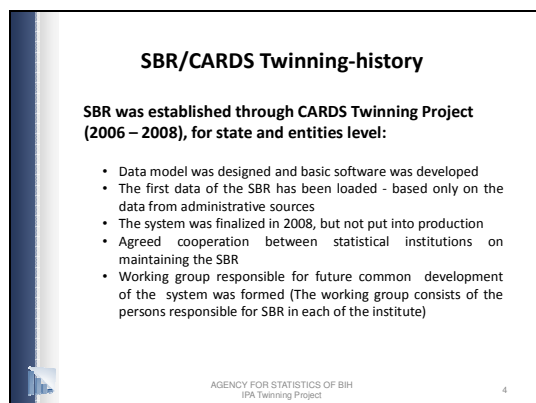 SBR/CARDS Twinning-history
SBR was established through CARDS Twinning Project
(2006 – 2008), for state and entities level:
• Data model was designed and basic software was developed
• The first data of the SBR has been loaded - based only on the
data from administrative sources
• The system was finalized in 2008, but not put into production
• Agreed cooperation between statistical institutions on
maintaining the SBR
• Working group responsible for future common development
of the system was formed (The working group consists of the
persons responsible for SBR in each of the institute)
AGENCY FOR STATISTICS OF BIH
IPA Twinning Project
4